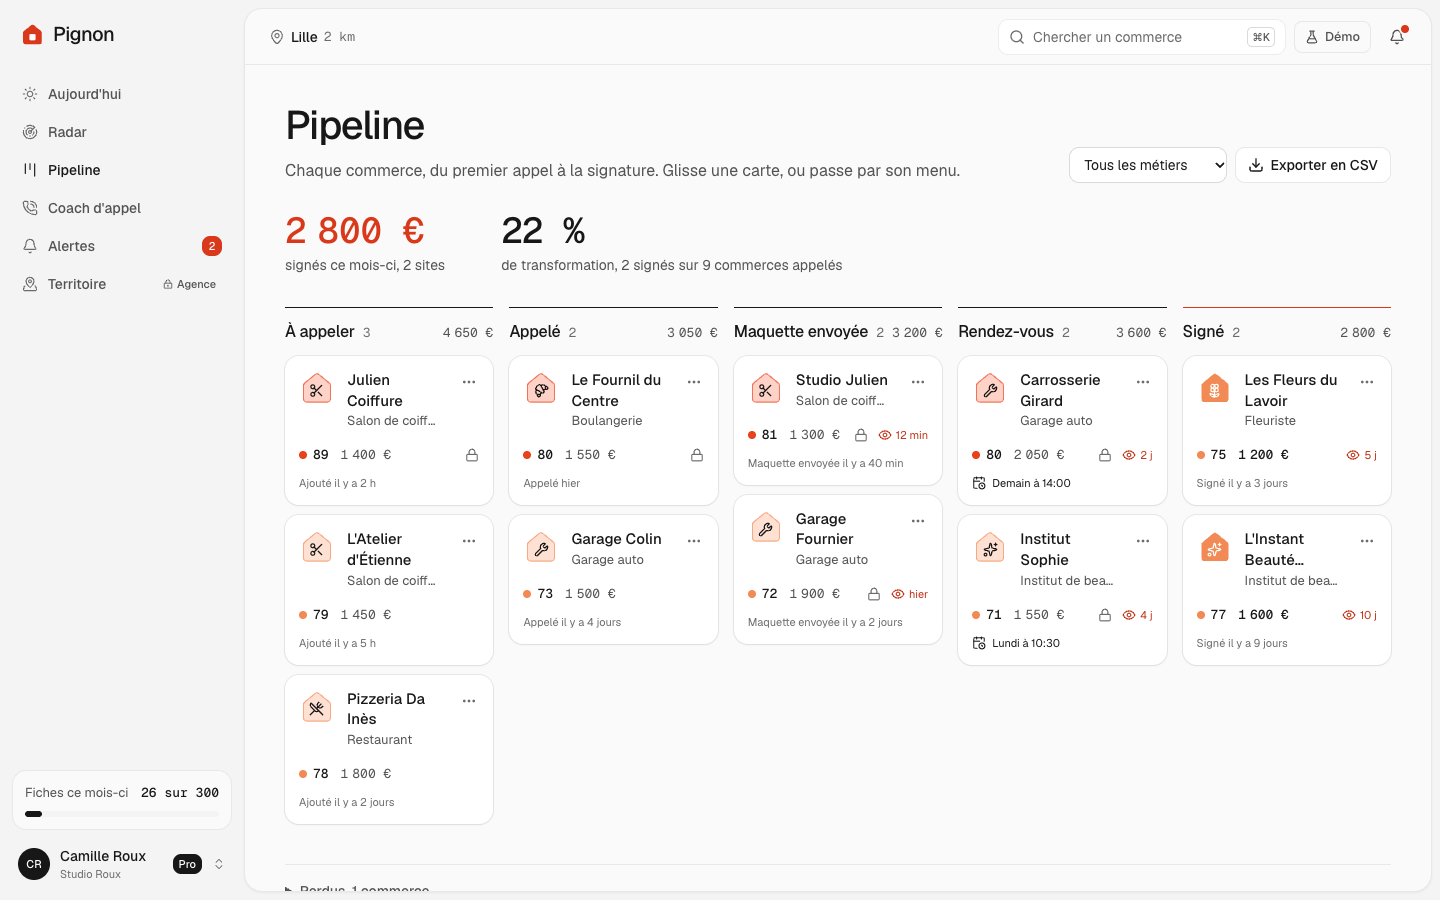 Pignon
Aujourd'hui
Radar
Pipeline
Coach d'appel
Alertes 2
Territoire Agence
Fiches ce mois-ci 26 sur 300
CR Camille Roux Pro
Studio Roux
Lille 2 km
Chercher un commerce ⌘K
Démo
Pipeline
Chaque commerce, du premier appel à la signature. Glisse une carte, ou passe par son menu.
Tous les métiers
Exporter en CSV
2 800 €
signés ce mois-ci, 2 sites
22 %
de transformation, 2 signés sur 9 commerces appelés
À appeler 3 4 650 €
Julien
Coiffure
Salon de coiff…
89 1 400 €
Ajouté il y a 2 h
L'Atelier
d'Étienne
Salon de coiff…
79 1 450 €
Ajouté il y a 5 h
Pizzeria Da
Inès
Restaurant
78 1 800 €
Ajouté il y a 2 jours
Appelé 2 3 050 €
Le Fournil du
Centre
Boulangerie
80 1 550 €
Appelé hier
Garage Colin
Garage auto
73 1 500 €
Appelé il y a 4 jours
Maquette envoyée 2 3 200 €
Studio Julien
Salon de coiff…
81 1 300 € 12 min
Maquette envoyée il y a 40 min
Garage
Fournier
Garage auto
72 1 900 € hier
Maquette envoyée il y a 2 jours
Rendez-vous 2 3 600 €
Carrosserie
Girard
Garage auto
80 2 050 € 2 j
Demain à 14:00
Institut
Sophie
Institut de bea…
71 1 550 € 4 j
Lundi à 10:30
Signé 2 2 800 €
Les Fleurs du
Lavoir
Fleuriste
75 1 200 € 5 j
Signé il y a 3 jours
L'Instant
Beauté…
Institut de bea…
77 1 600 € 10 j
Signé il y a 9 jours
Perdus, 1 commerce